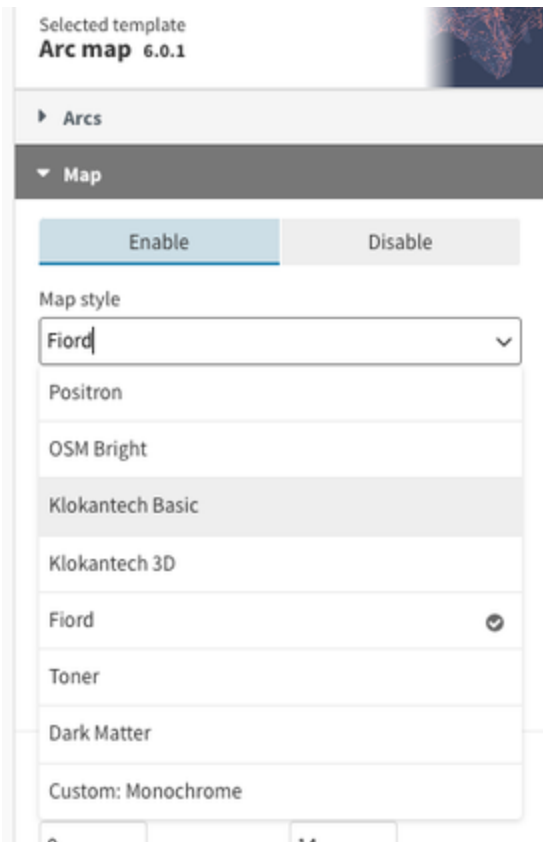 Selected template
Arc map 6.0.1
Arcs
Map
Enable Disable
Map style
Fiord
Positron
OSM Bright
Klokantech Basic
Klokantech 3D
Fiord
Toner
Dark Matter
Custom: Monochrome